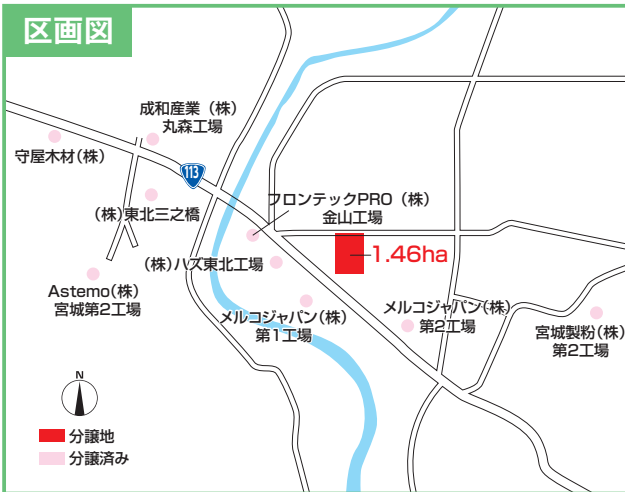 区画図
成和産業（株）
丸森工場
守屋木材(株)
113
フロンテックPRO（株）
金山工場
(株)東北三之橋
1.46ha
(株)ハズ東北工場
Astemo(株)
宮城第2工場
メルコジャパン(株)
第1工場
メルコジャパン(株)
第2工場
宮城製粉(株)
第2工場
N
分譲地
分譲済み